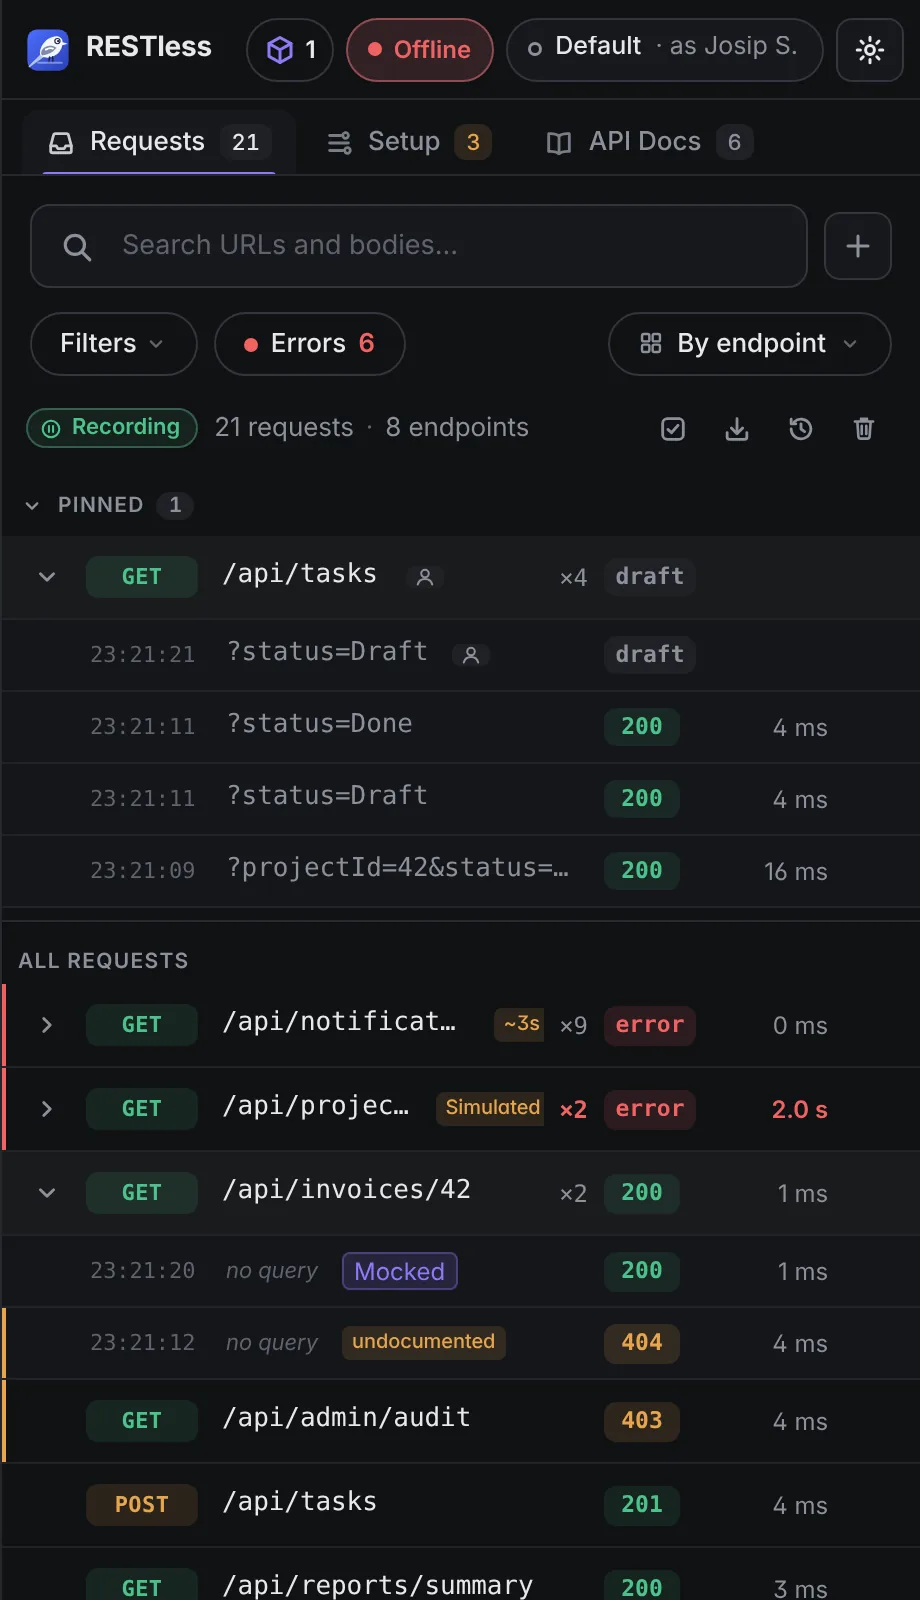 RESTless 1 Offline Default · as Josip S.
Requests 21 Setup 3 API Docs 6
Search URLs and bodies...
Filters Errors 6 By endpoint
Recording 21 requests · 8 endpoints
PINNED 1
GET /api/tasks ×4 draft
23:21:21 ?status=Draft draft
23:21:11 ?status=Done 200 4 ms
23:21:11 ?status=Draft 200 4 ms
23:21:09 ?projectId=42&status=… 200 16 ms
ALL REQUESTS
GET /api/notificat… ~3s ×9 error 0 ms
GET /api/projec… Simulated ×2 error 2.0 s
GET /api/invoices/42 ×2 200 1 ms
23:21:20 no query Mocked 200 1 ms
23:21:12 no query undocumented 404 4 ms
GET /api/admin/audit 403 4 ms
POST /api/tasks 201 4 ms
GET /api/reports/summary 200 3 ms